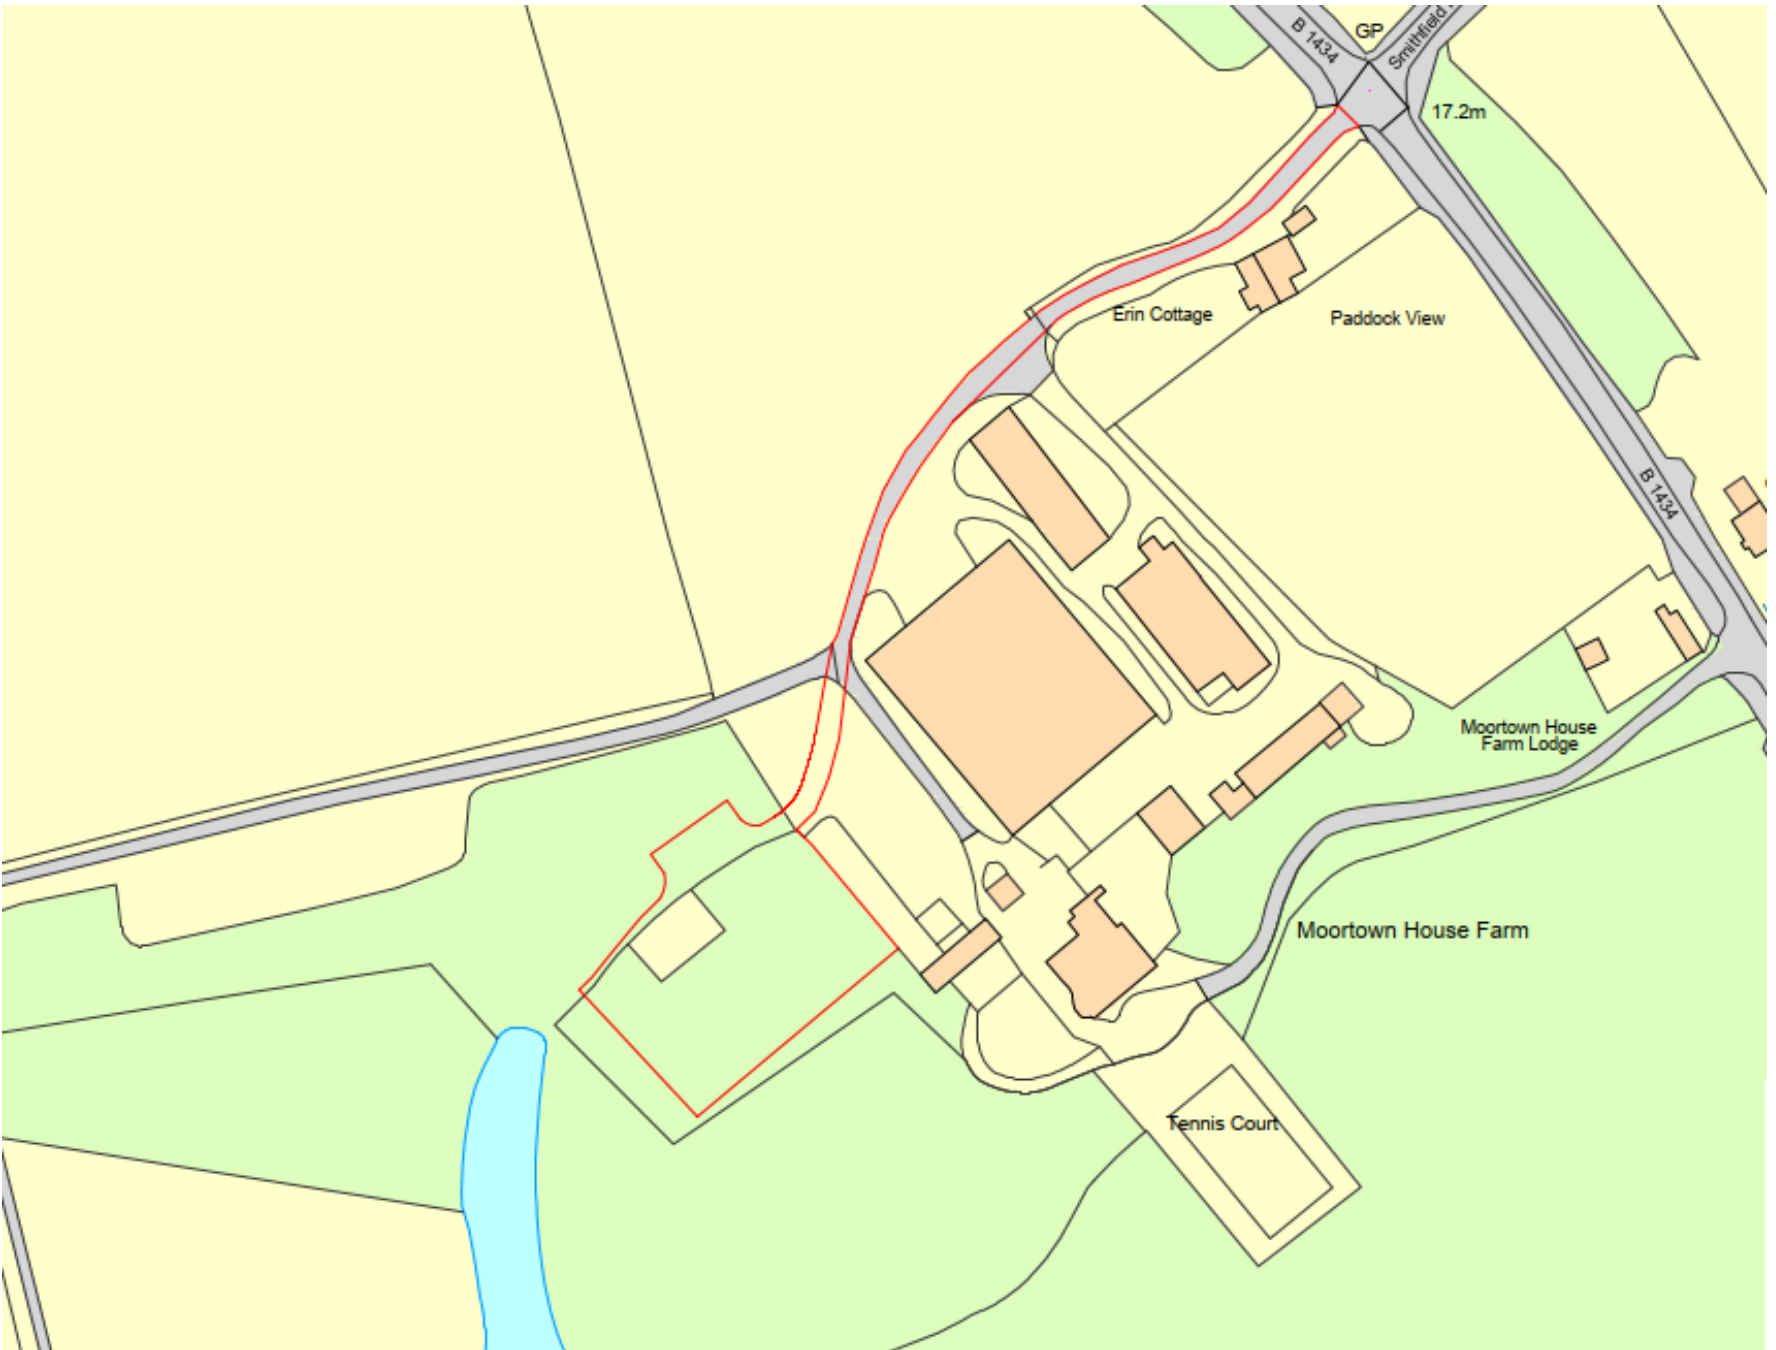 GP
B 1434
Smithfield
17.2m
Erin Cottage
Paddock View
B 1434
Moortown House
Farm Lodge
Moortown House Farm
Tennis Court